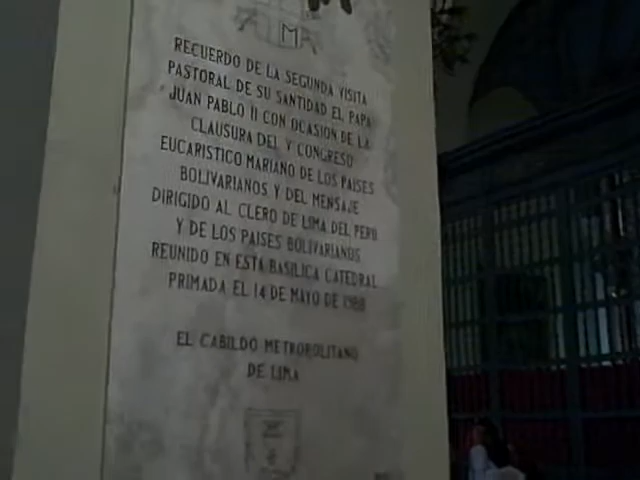 M
RECUERDO DE LA SEGUNDA VISITA
PASTORAL DE SU SANTIDAD EL PAPA
JUAN PABLO II CON OCASION DE LA
CLAUSURA DEL V CONGRESO
EUCARISTICO MARIANO DE LOS PAISES
BOLIVARIANOS Y DEL MENSAJE
DIRIGIDO AL CLERO DE LIMA DEL PERU
Y DE LOS PAISES BOLIVARIANOS
REUNIDO EN ESTA BASILICA CATEDRAL
PRIMADA EL 14 DE MAYO DE 1988
EL CABILDO METROPOLITANO
DE LIMA